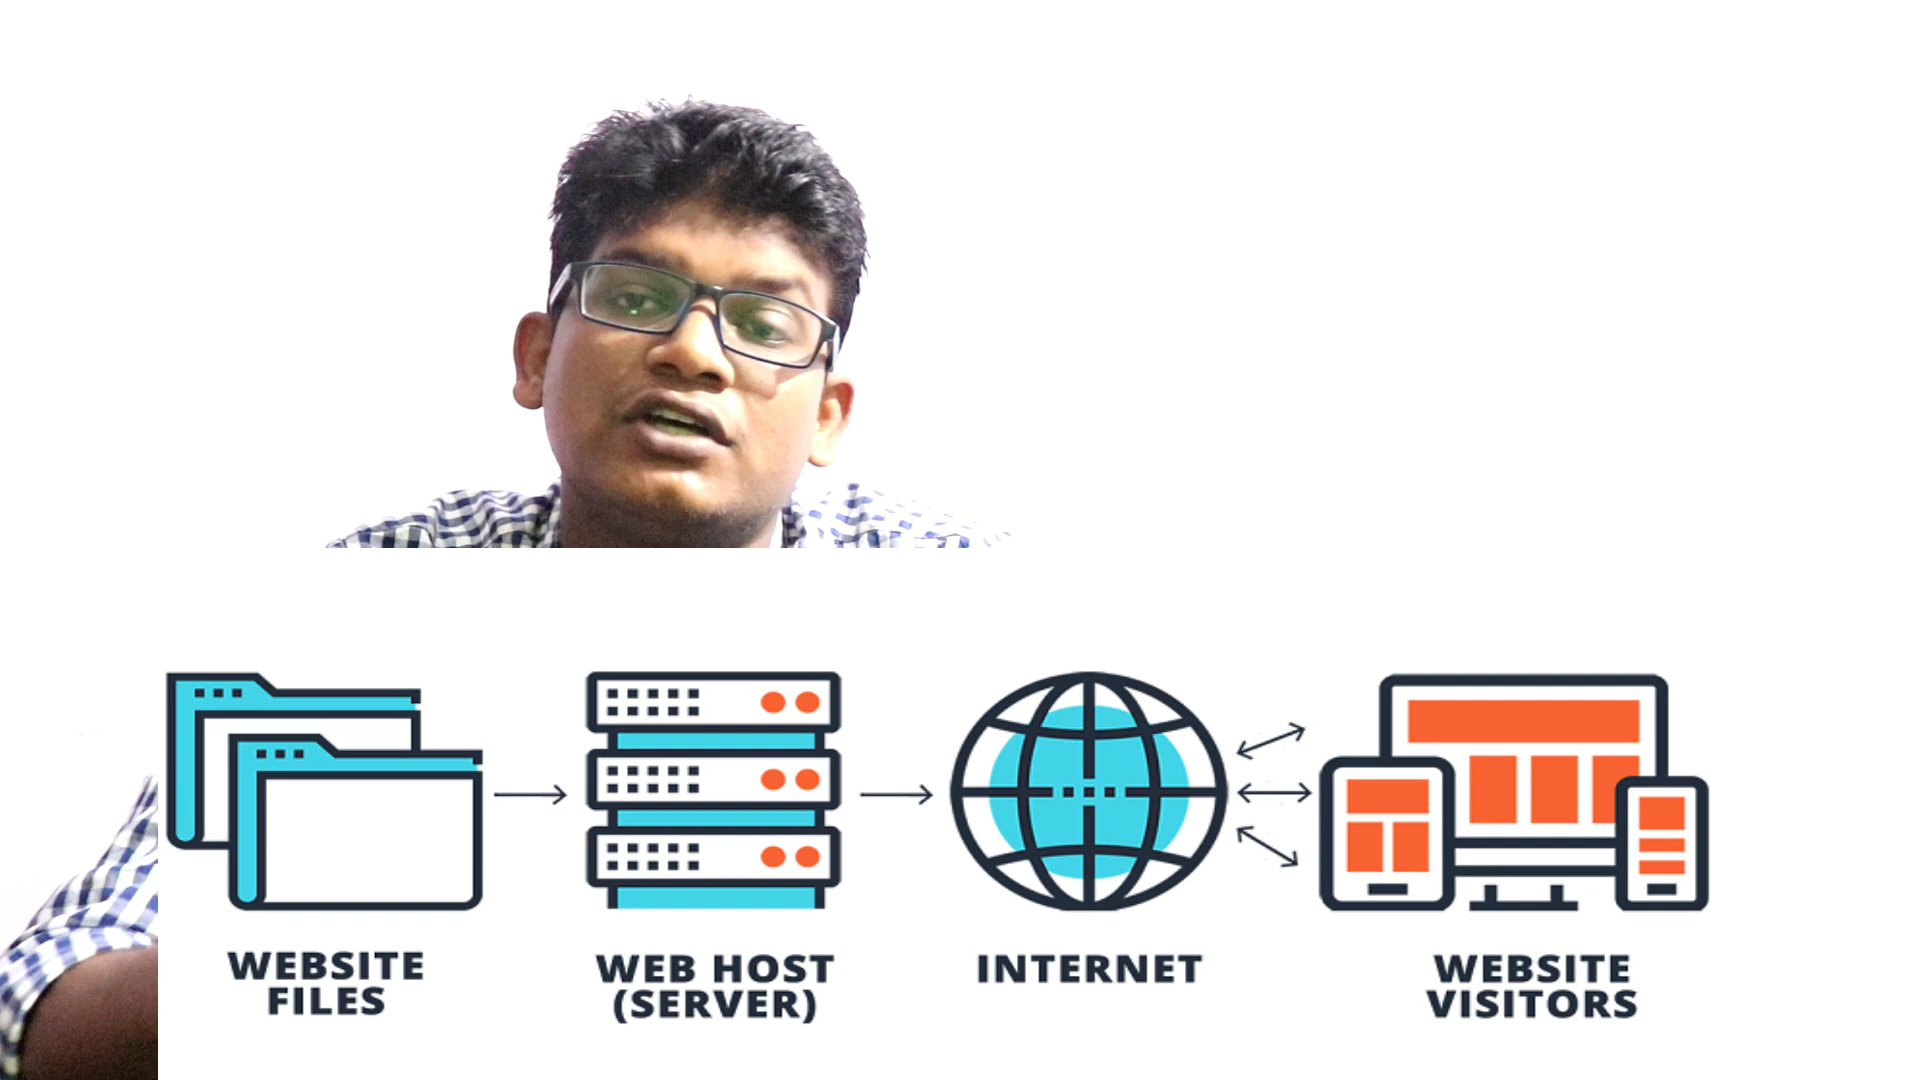 WEBSITE
FILES
WEB HOST
(SERVER)
INTERNET
WEBSITE
VISITORS